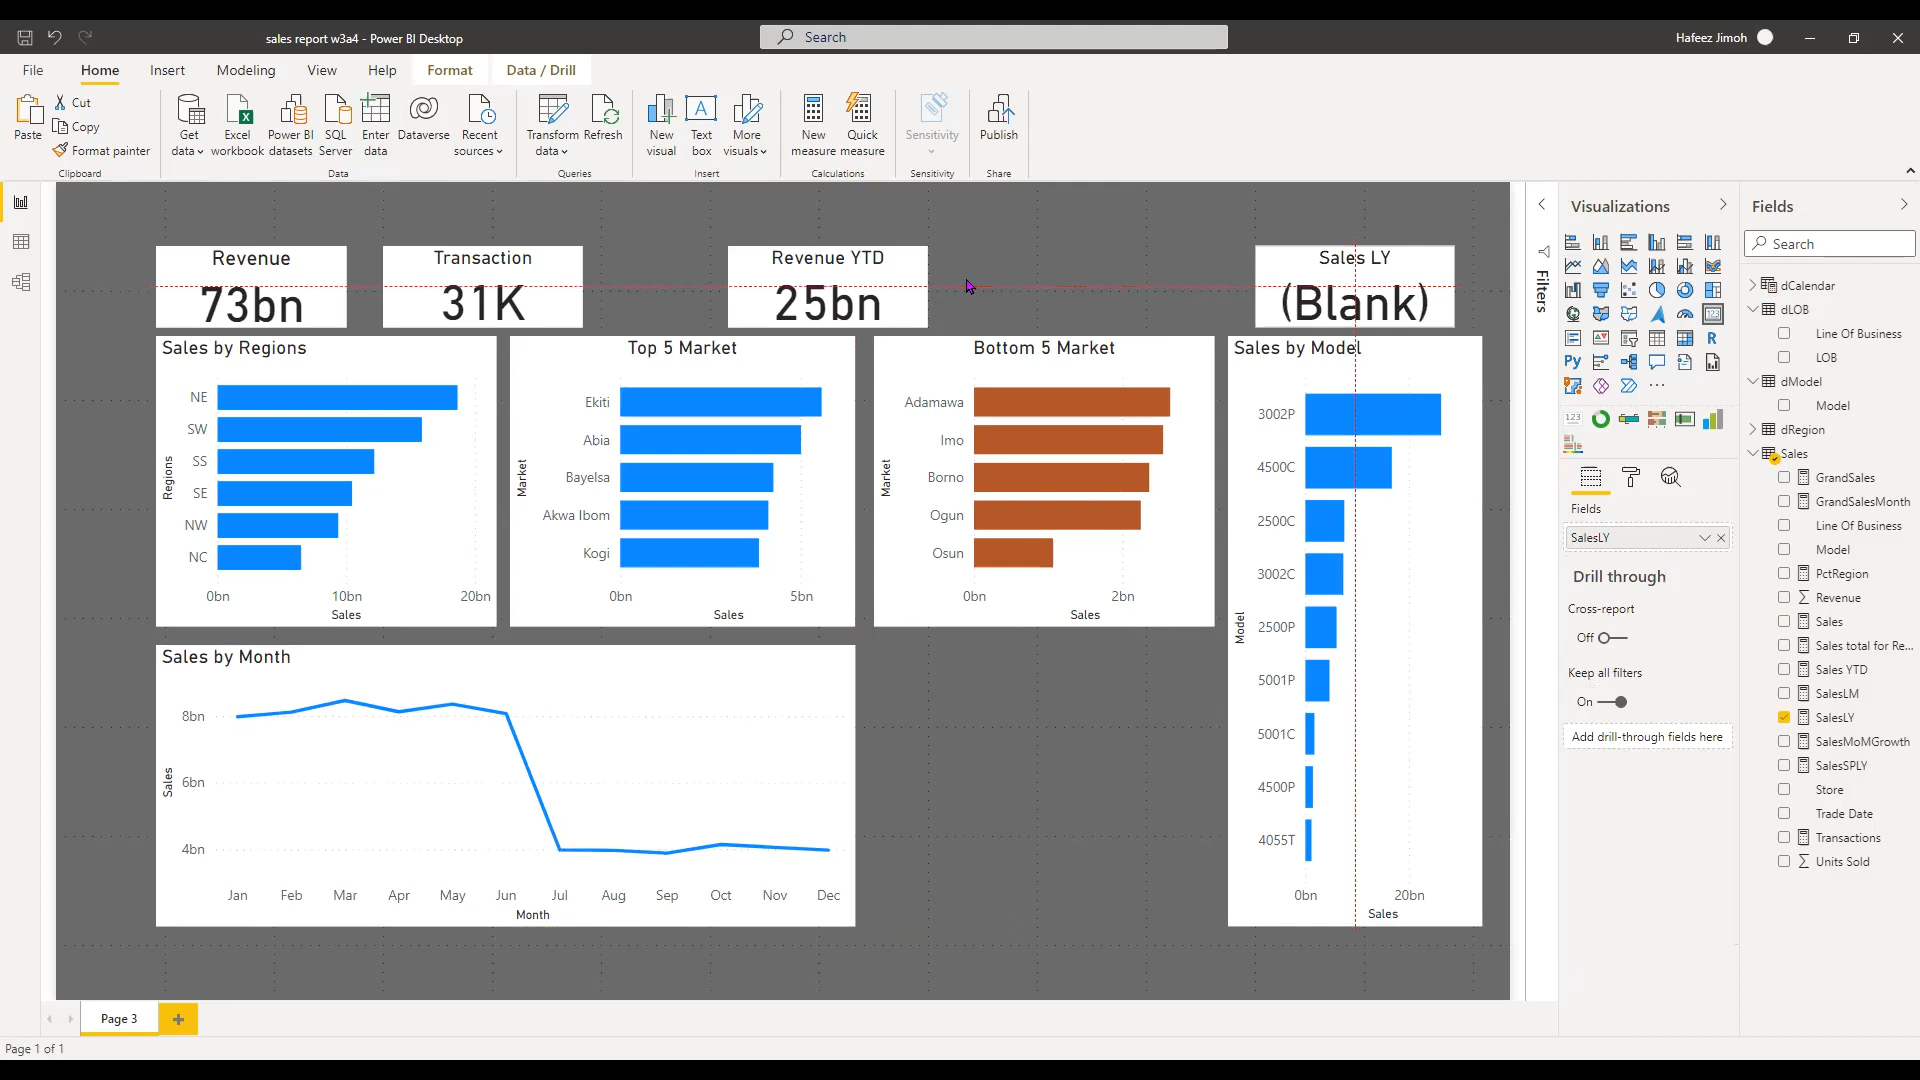 sales report w3a4 - Power BI Desktop
Search
Hafeez Jimoh
File
Home
Insert
Modeling
View
Help
Format
Data / Drill
Paste
Cut
Copy
Format painter
Clipboard
Get data
Excel workbook
Power BI datasets
SQL Server
Enter data
Dataverse
Recent sources
Data
Transform data
Refresh
Queries
New visual
Text box
More visuals
Insert
New measure
Quick measure
Calculations
Sensitivity
Sensitivity
Publish
Share
Revenue
73bn
Transaction
31K
Revenue YTD
25bn
Sales LY
(Blank)
Sales by Regions
Regions
NE
SW
SS
SE
NW
NC
0bn
10bn
20bn
Sales
Top 5 Market
Market
Ekiti
Abia
Bayelsa
Akwa Ibom
Kogi
0bn
5bn
Sales
Bottom 5 Market
Market
Adamawa
Imo
Borno
Ogun
Osun
0bn
2bn
Sales
Sales by Model
Model
3002P
4500C
2500C
3002C
2500P
5001P
5001C
4500P
4055T
0bn
20bn
Sales
Sales by Month
Sales
8bn
6bn
4bn
Jan
Feb
Mar
Apr
May
Jun
Jul
Aug
Sep
Oct
Nov
Dec
Month
Page 3
Page 1 of 1
Filters
Visualizations
123
R
Py
123
Fields
SalesLY
Drill through
Cross-report
Off
Keep all filters
On
Add drill-through fields here
Fields
Search
dCalendar
dLOB
Line Of Business
LOB
dModel
Model
dRegion
Sales
GrandSales
GrandSalesMonth
Line Of Business
Model
PctRegion
Revenue
Sales
Sales total for Re...
Sales YTD
SalesLM
SalesLY
SalesMoMGrowth
SalesSPLY
Store
Trade Date
Transactions
Units Sold